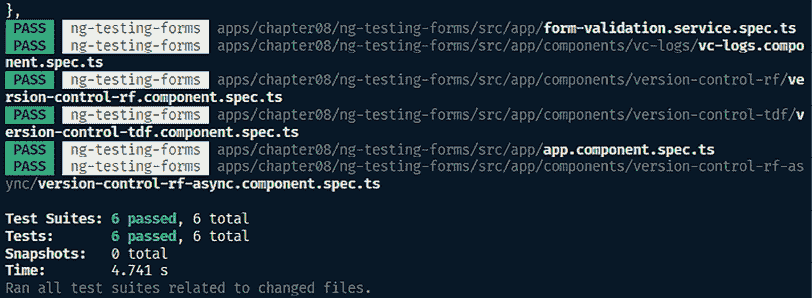 },
PASS ng-testing-forms apps/chapter08/ng-testing-forms/src/app/form-validation.service.spec.ts
PASS ng-testing-forms apps/chapter08/ng-testing-forms/src/app/components/vc-logs/vc-logs.compo
nent.spec.ts
PASS ng-testing-forms apps/chapter08/ng-testing-forms/src/app/components/version-control-rf/ve
rsion-control-rf.component.spec.ts
PASS ng-testing-forms apps/chapter08/ng-testing-forms/src/app/components/version-control-tdf/v
ersion-control-tdf.component.spec.ts
PASS ng-testing-forms apps/chapter08/ng-testing-forms/src/app/app.component.spec.ts
PASS ng-testing-forms apps/chapter08/ng-testing-forms/src/app/components/version-control-rf-as
ync/version-control-rf-async.component.spec.ts
Test Suites: 6 passed, 6 total
Tests: 6 passed, 6 total
Snapshots: 0 total
Time: 4.741 s
Ran all test suites related to changed files.